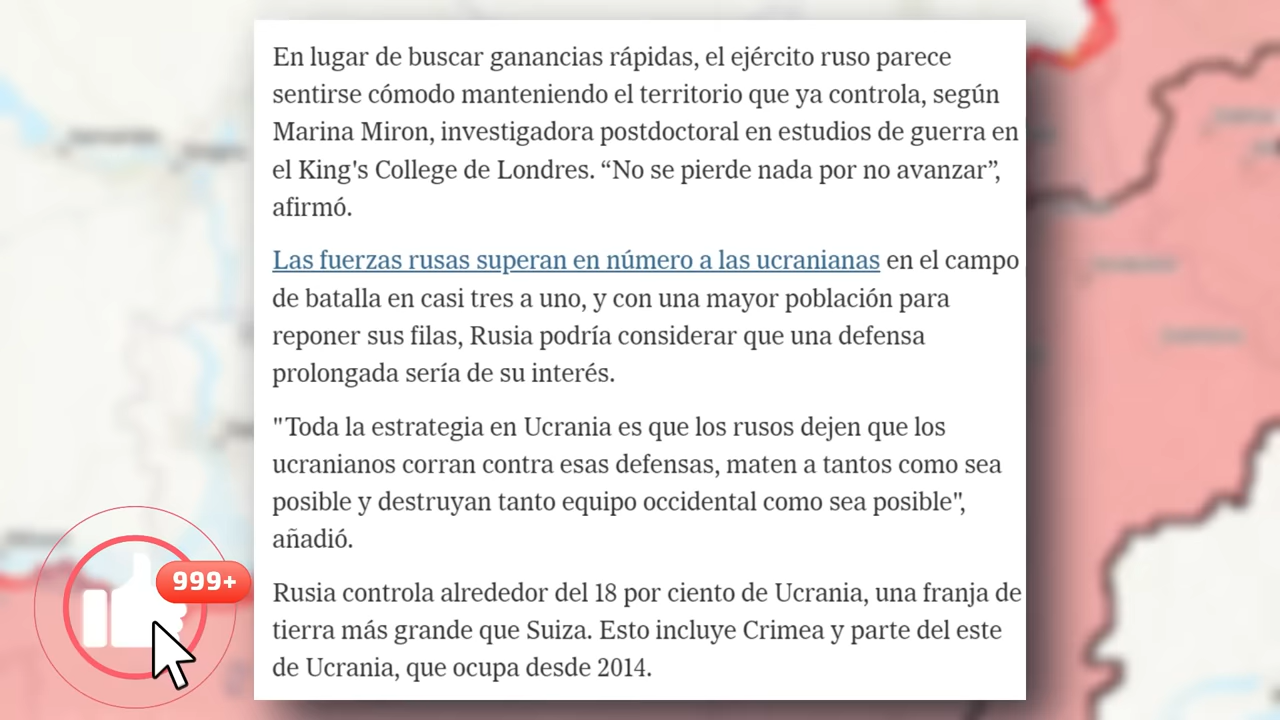 En lugar de buscar ganancias rápidas, el ejército ruso parece
sentirse cómodo manteniendo el territorio que ya controla, según
Marina Miron, investigadora postdoctoral en estudios de guerra en
el King's College de Londres. “No se pierde nada por no avanzar”,
afirmó.
Las fuerzas rusas superan en número a las ucranianas en el campo
de batalla en casi tres a uno, y con una mayor población para
reponer sus filas, Rusia podría considerar que una defensa
prolongada sería de su interés.
"Toda la estrategia en Ucrania es que los rusos dejen que los
ucranianos corran contra esas defensas, maten a tantos como sea
posible y destruyan tanto equipo occidental como sea posible",
añadió.
Rusia controla alrededor del 18 por ciento de Ucrania, una franja de
tierra más grande que Suiza. Esto incluye Crimea y parte del este
de Ucrania, que ocupa desde 2014.
999+